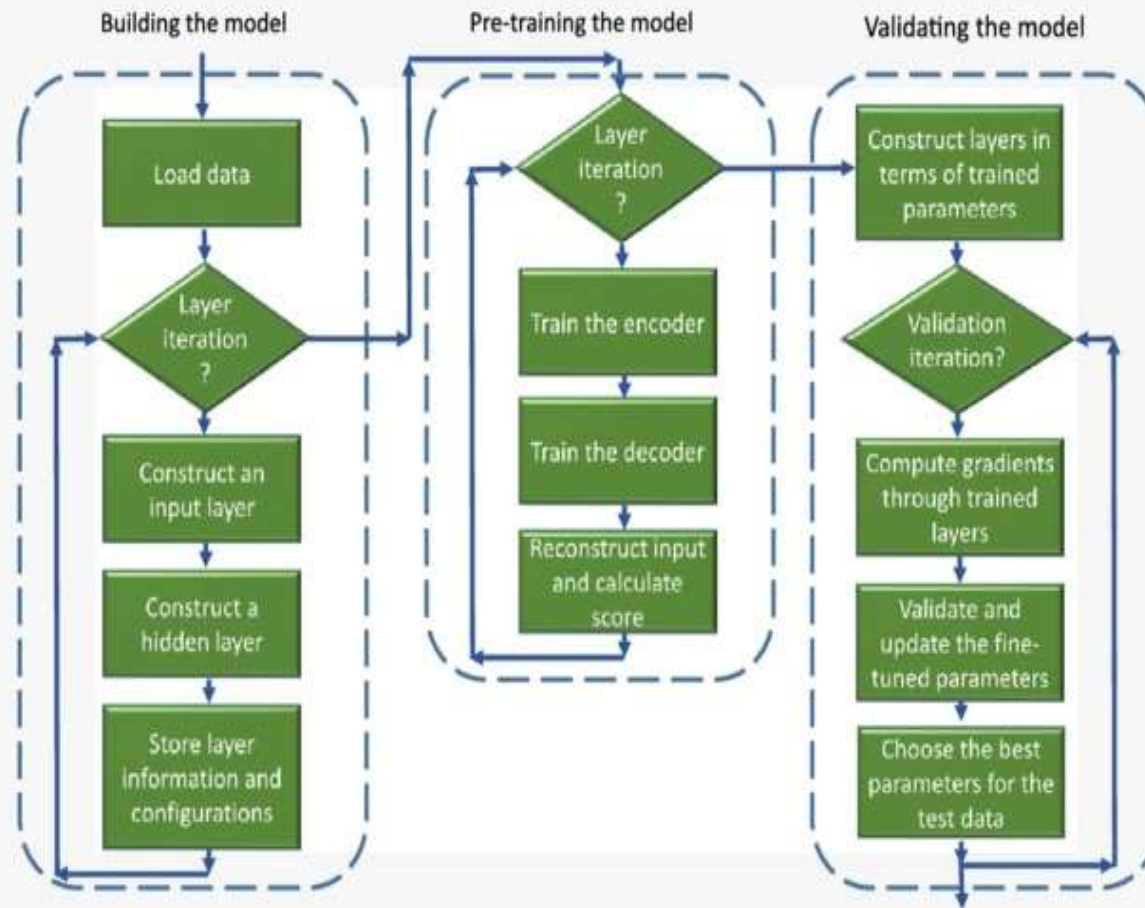 Building the model
Load data
Layer
iteration
?
Construct an
input layer
Construct a
hidden layer
Store layer
information and
configurations
Pre-training the model
Layer
iteration
?
Train the encoder
Train the decoder
Reconstruct input
and calculate
score
Validating the model
Construct layers in
terms of trained
parameters
Validation
iteration?
Compute gradients
through trained
layers
Validate and
update the fine-
tuned parameters
Choose the best
parameters for the
test data